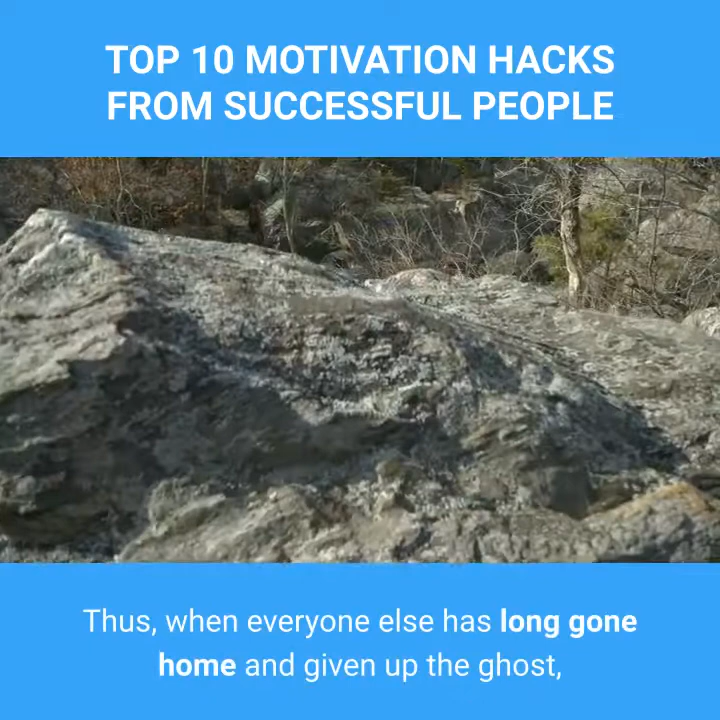 TOP 10 MOTIVATION HACKS
FROM SUCCESSFUL PEOPLE
Thus, when everyone else has long gone
home and given up the ghost,